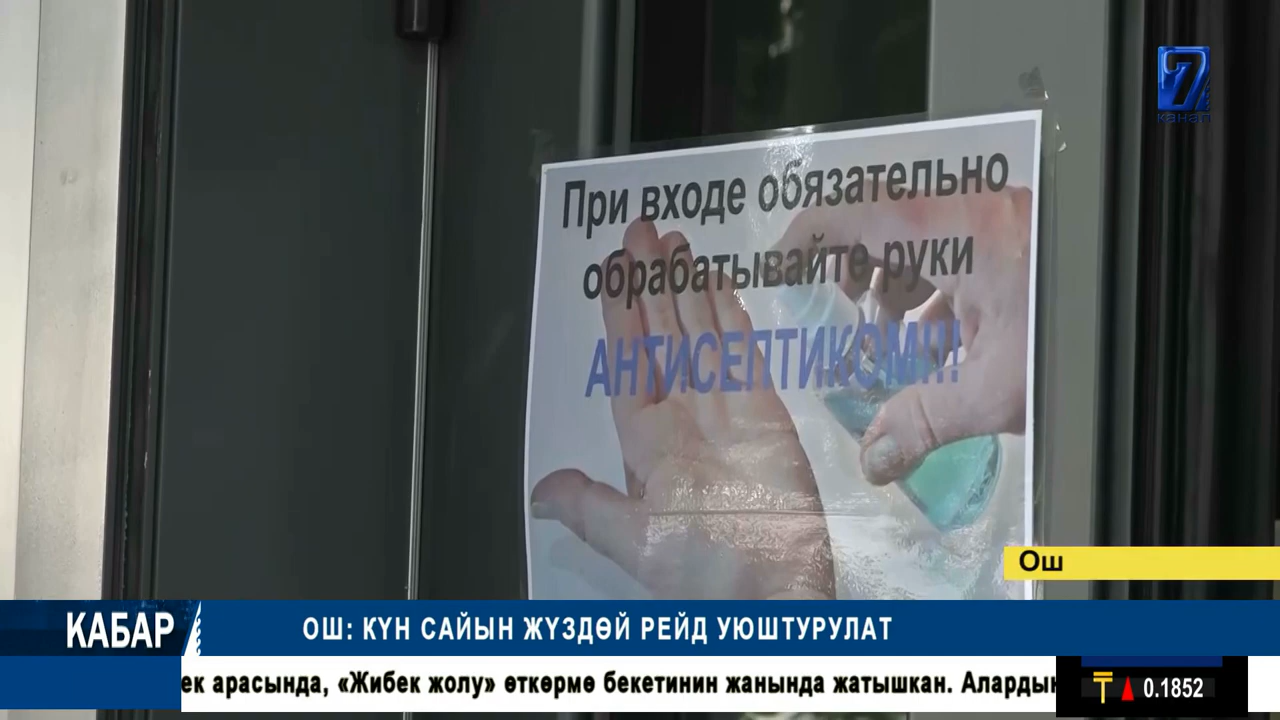 7
канал
При входе обязательно
обрабатывайте руки
АНТИСЕПТИКОМ!!!
Ош
КАБАР
ОШ: КҮН САЙЫН ЖҮЗДӨЙ РЕЙД УЮШТУРУЛАТ
ек арасында, «Жибек жолу» өткөрмө бекетинин жанында жатышкан. Алардын
₸ ▲ 0.1852